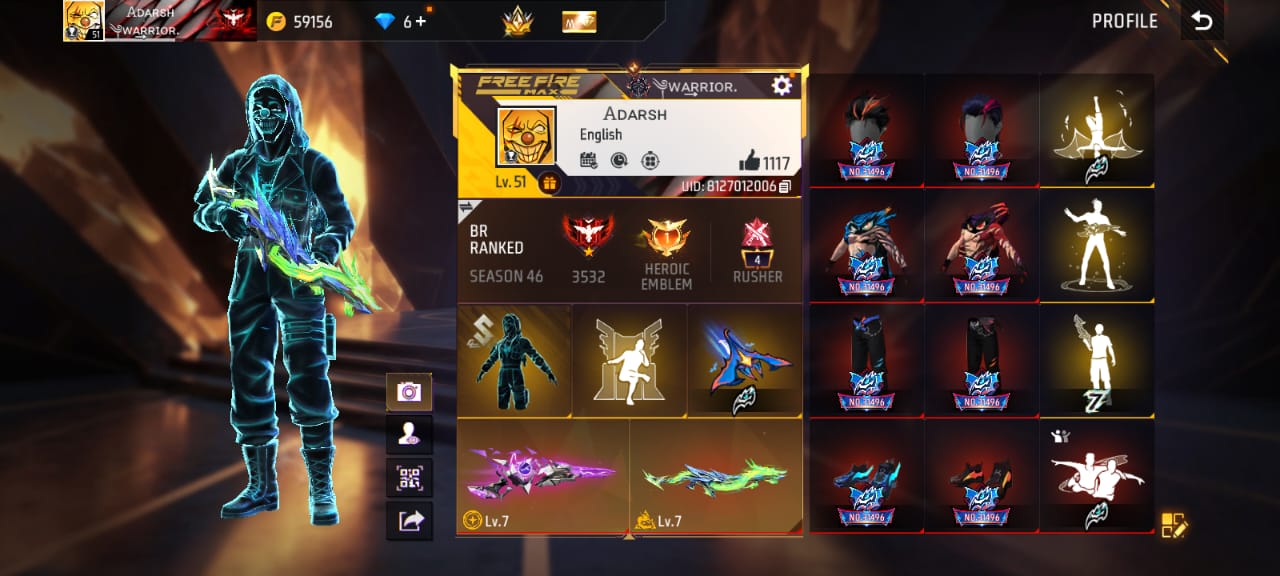 ADARSH
WARRIOR.
51
59156
6 +
PROFILE
FREE FIRE
MAX
WARRIOR.
ADARSH
English
1117
Lv. 51
UID: 8127012006
BR
RANKED
SEASON 46
3532
HEROIC
EMBLEM
4
RUSHER
Lv.7
Lv.7
NO.31496
NO.31496
NO.31496
NO.31496
NO.31496
NO.31496
NO.31496
NO.31496